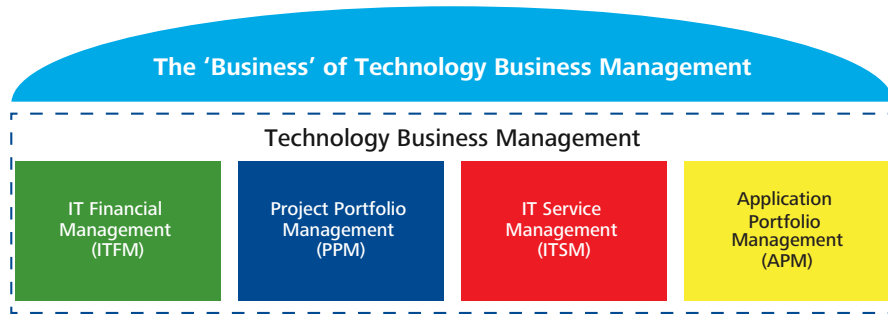 The ‘Business’ of Technology Business Management
Technology Business Management
IT Financial
Management
(ITFM)
Project Portfolio
Management
(PPM)
IT Service
Management
(ITSM)
Application
Portfolio
Management
(APM)